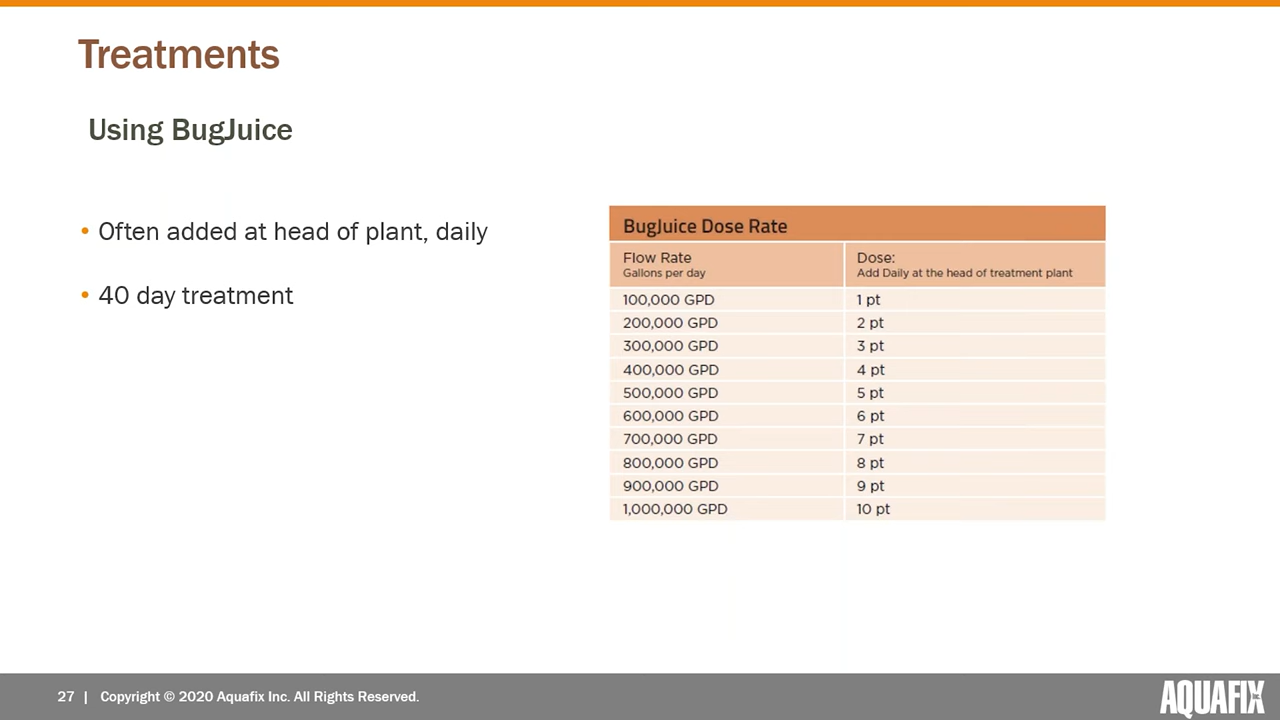 Treatments
Using BugJuice
• Often added at head of plant, daily
• 40 day treatment
BugJuice Dose Rate
Flow Rate Dose:
Gallons per day Add Daily at the head of treatment plant
100,000 GPD 1 pt
200,000 GPD 2 pt
300,000 GPD 3 pt
400,000 GPD 4 pt
500,000 GPD 5 pt
600,000 GPD 6 pt
700,000 GPD 7 pt
800,000 GPD 8 pt
900,000 GPD 9 pt
1,000,000 GPD 10 pt
27 | Copyright © 2020 Aquafix Inc. All Rights Reserved.
AQUAFIX INC.